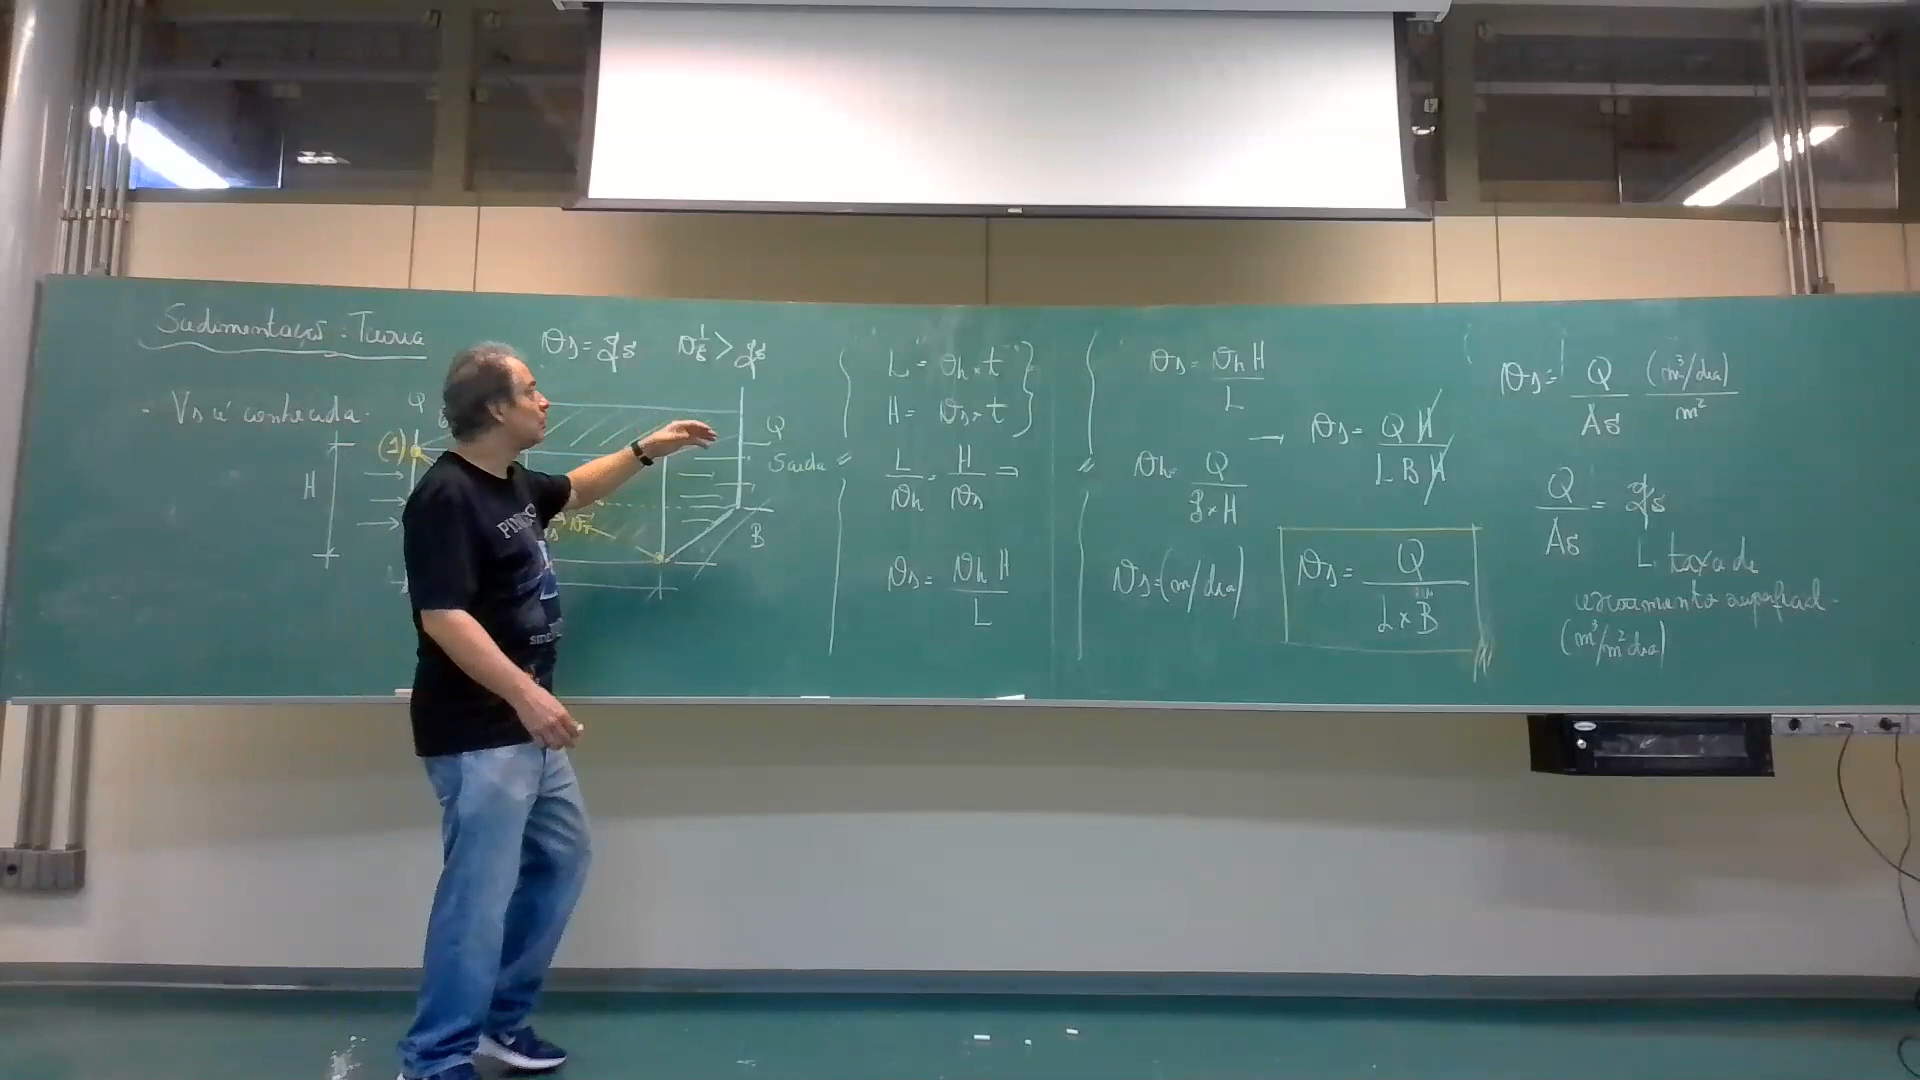 Sedimentação: Teoria
Vs é conhecida.
vs = qs
vs¹ > qs
Q
(1)
H
Q
Saída
B
L = vh × t
H = vs × t
L/vh = H/vs ⇒
vs = vh H / L
vs = vh H / L
vh = Q / B × H
vs = (m/dia)
→ vs = Q H / L B H
vs = Q / L × B
vs = Q / As (m³/dia) / m²
Q / As = qs
taxa de
escoamento superficial.
(m³/m² dia)